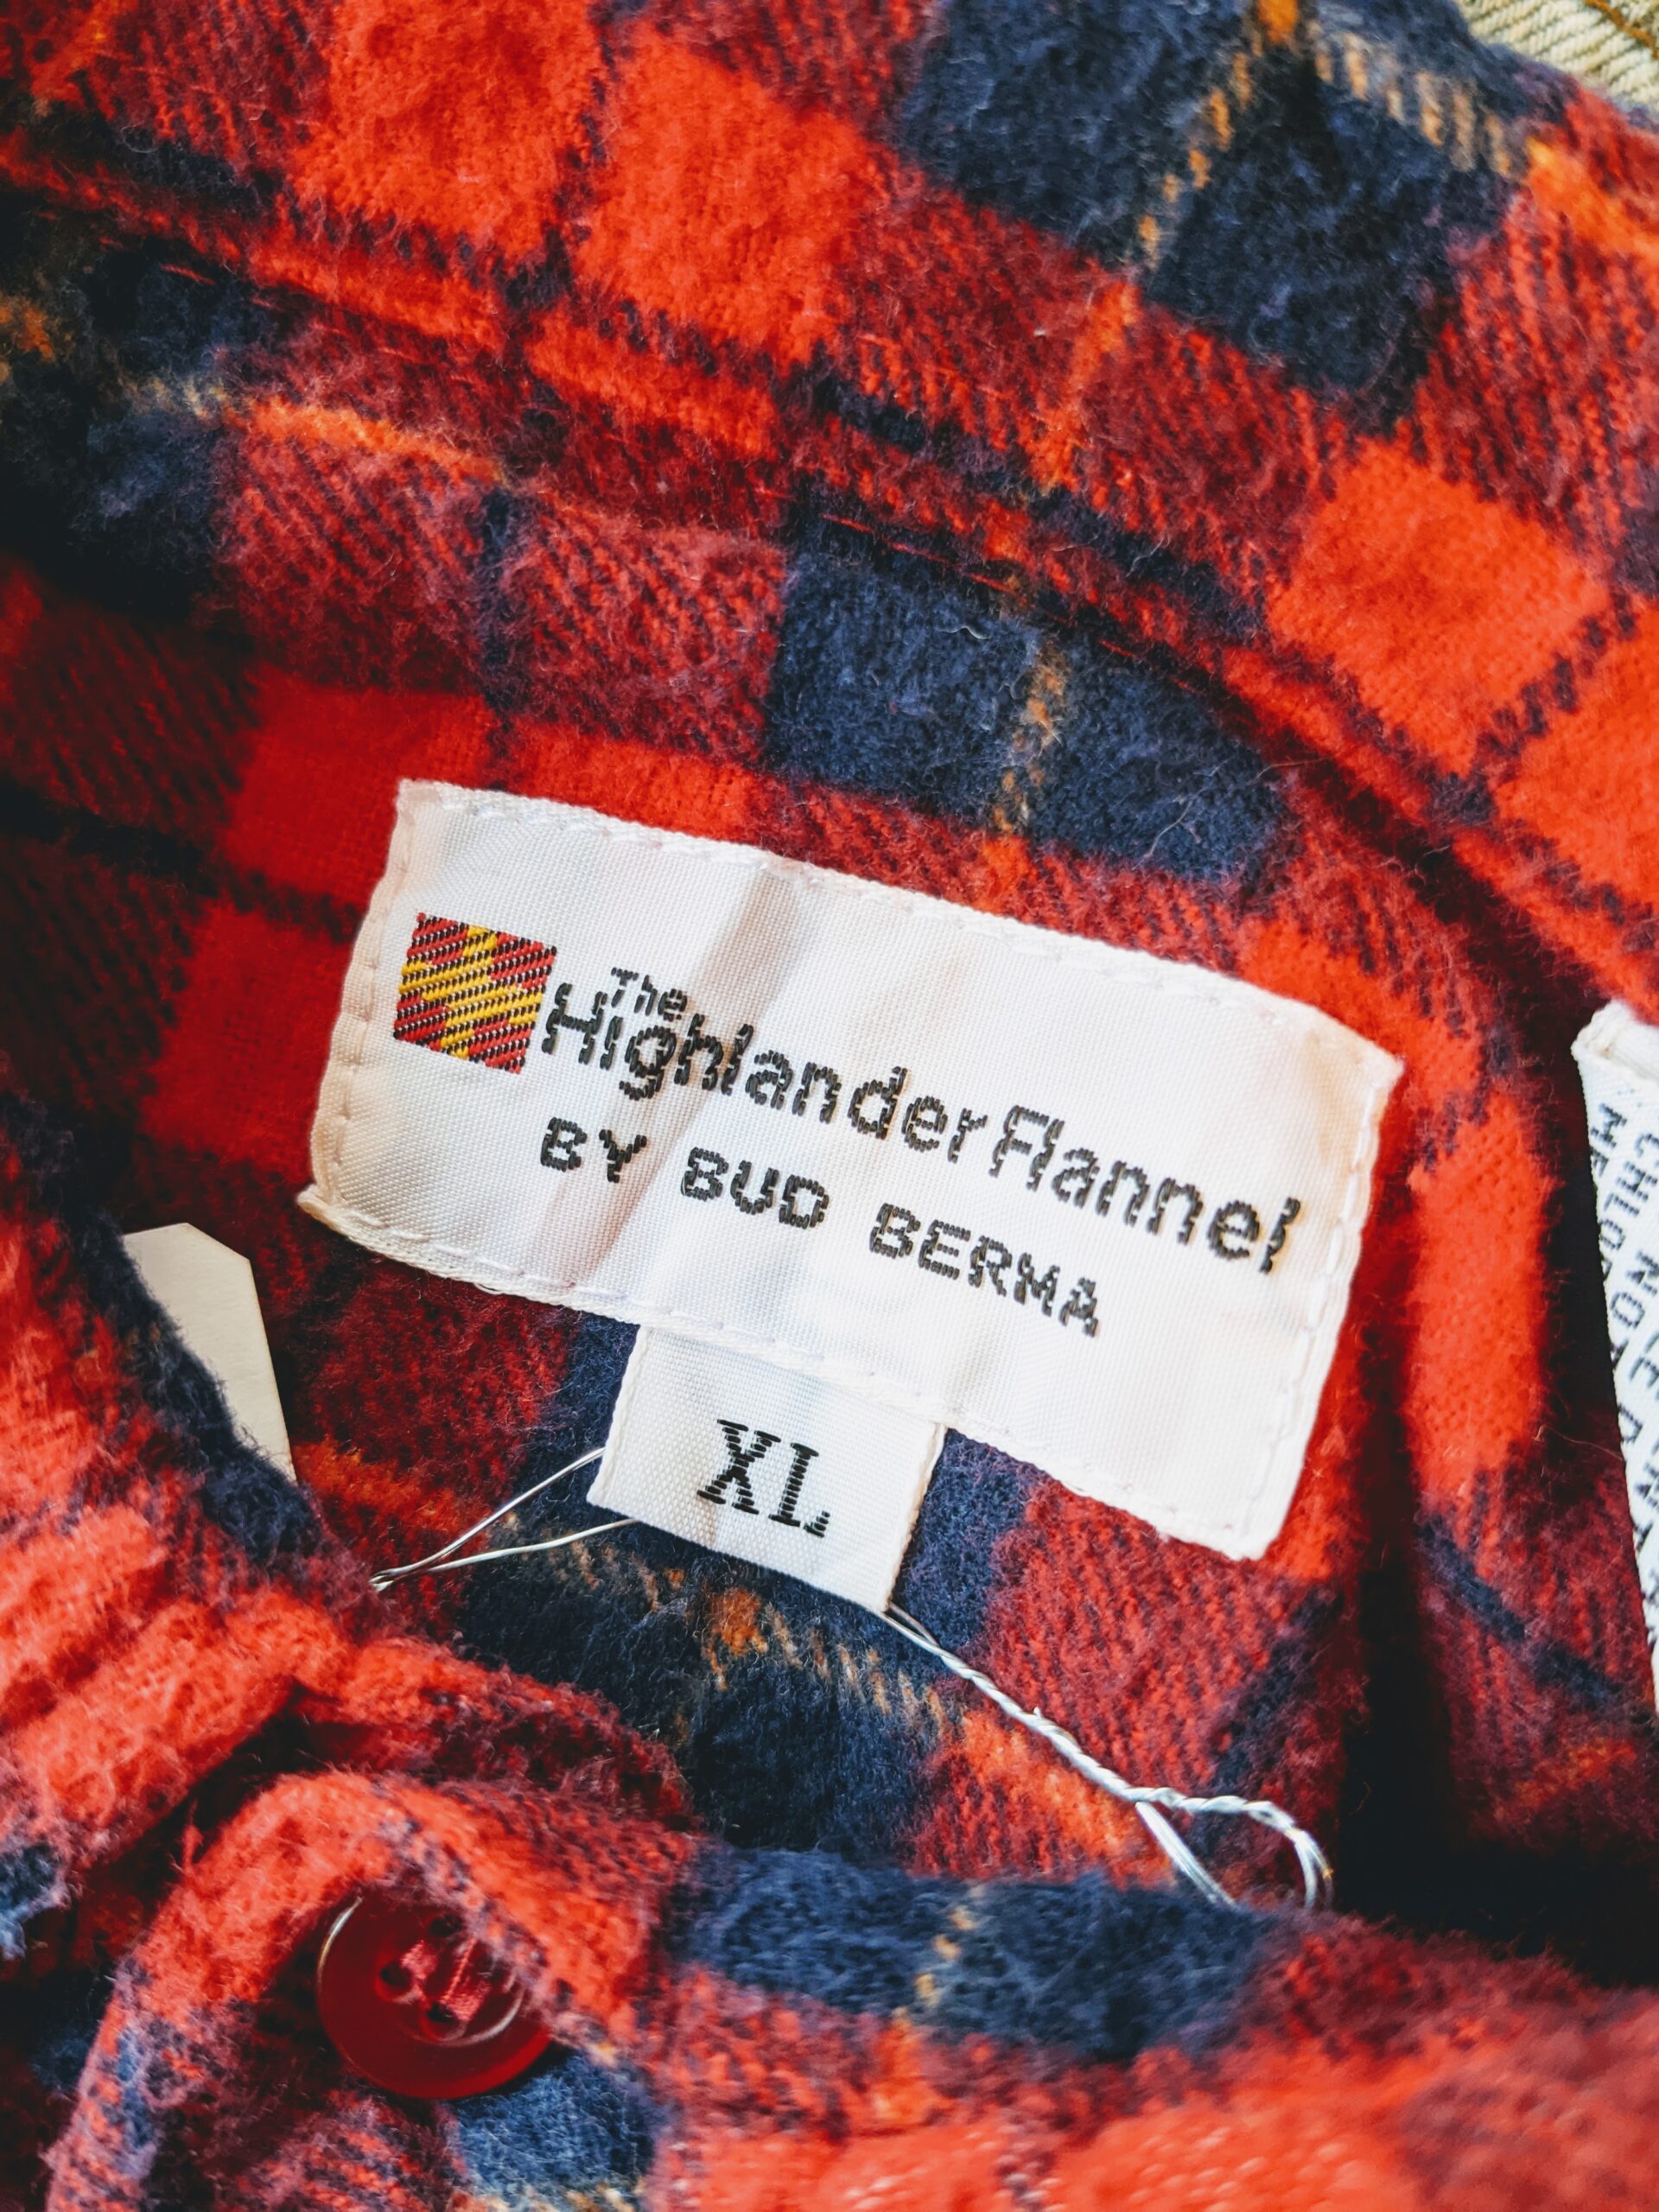 The
Highlander Flannel
BY BUD BERMA
XL